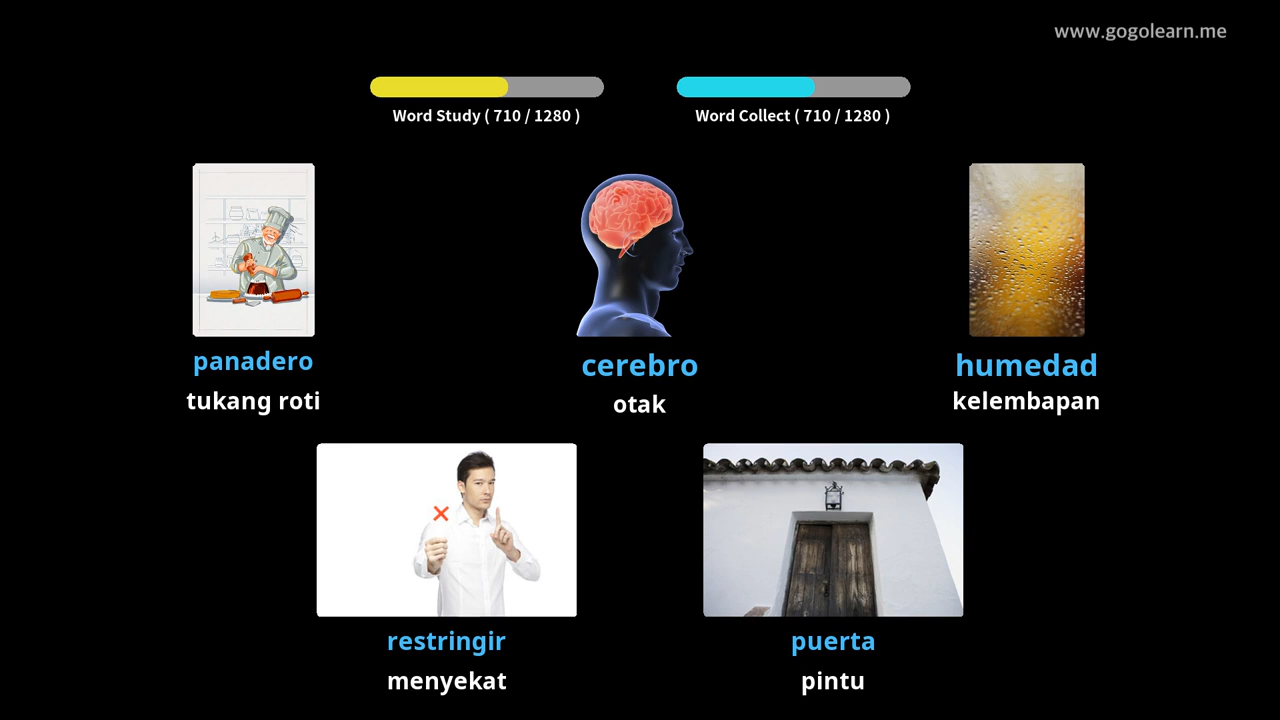 www.gogolearn.me
Word Study ( 710 / 1280 )
Word Collect ( 710 / 1280 )
panadero
tukang roti
cerebro
otak
humedad
kelembapan
restringir
menyekat
puerta
pintu